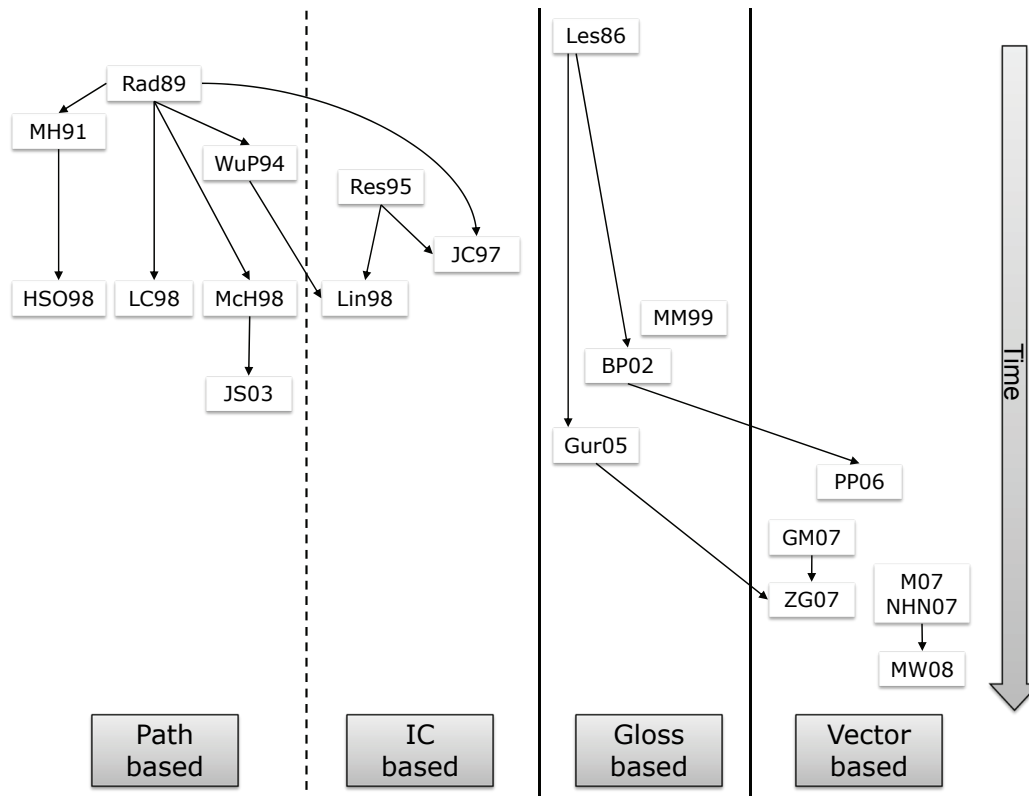 Les86
Rad89
MH91
WuP94
Res95
JC97
HSO98
LC98
McH98
Lin98
MM99
BP02
JS03
Gur05
PP06
GM07
ZG07
M07
NHN07
MW08
Time
Path
based
IC
based
Gloss
based
Vector
based